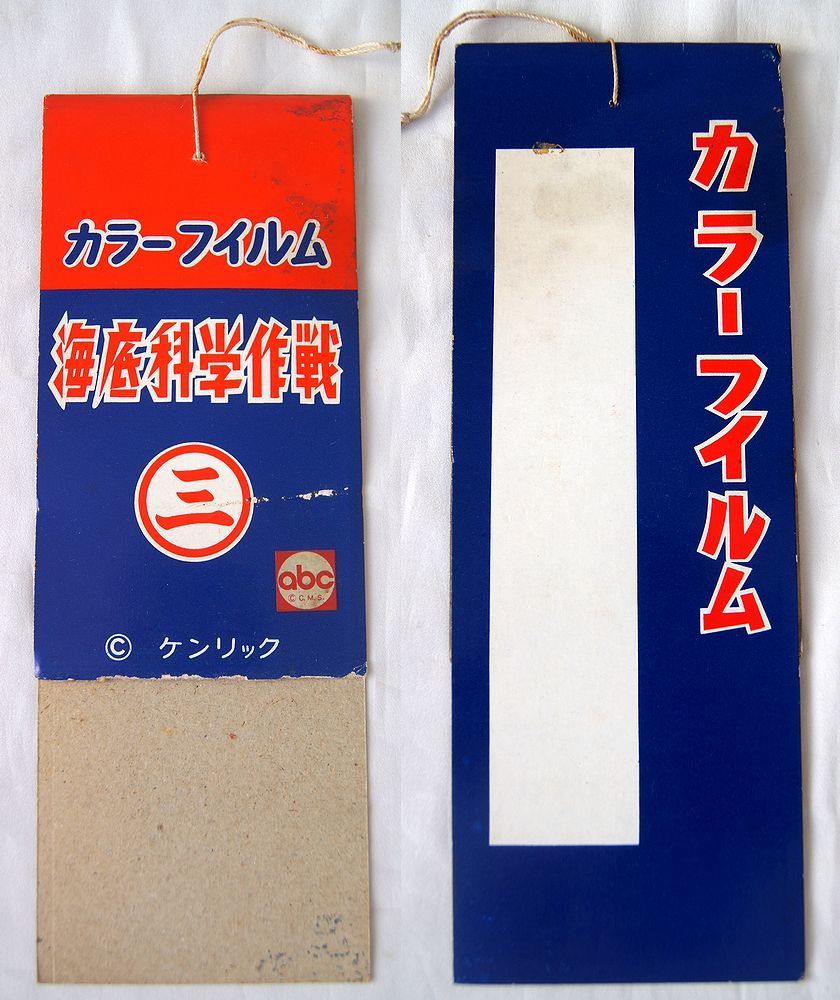 カラーフイルム
海底科学作戦
三
abc
© C.M.S.
© ケンリック
カラーフイルム